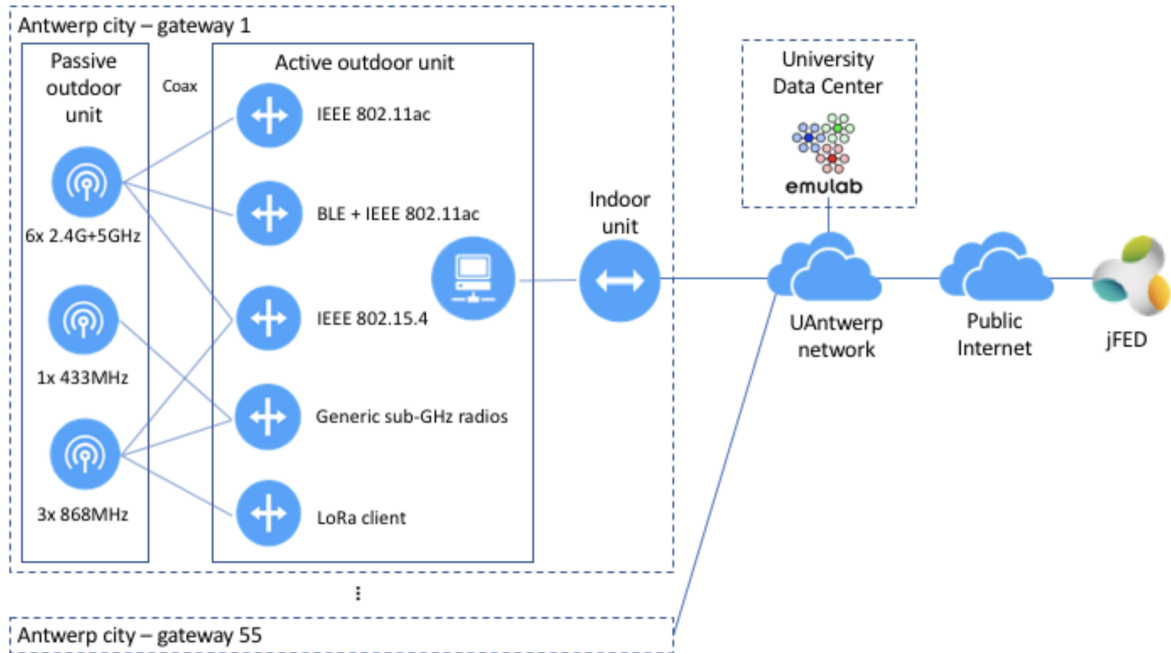 Antwerp city – gateway 1
Passive
outdoor
unit
Coax
Active outdoor unit
6x 2.4G+5GHz
1x 433MHz
3x 868MHz
IEEE 802.11ac
BLE + IEEE 802.11ac
IEEE 802.15.4
Generic sub-GHz radios
LoRa client
Indoor
unit
University
Data Center
emulab
UAntwerp
network
Public
Internet
jFED
Antwerp city – gateway 55